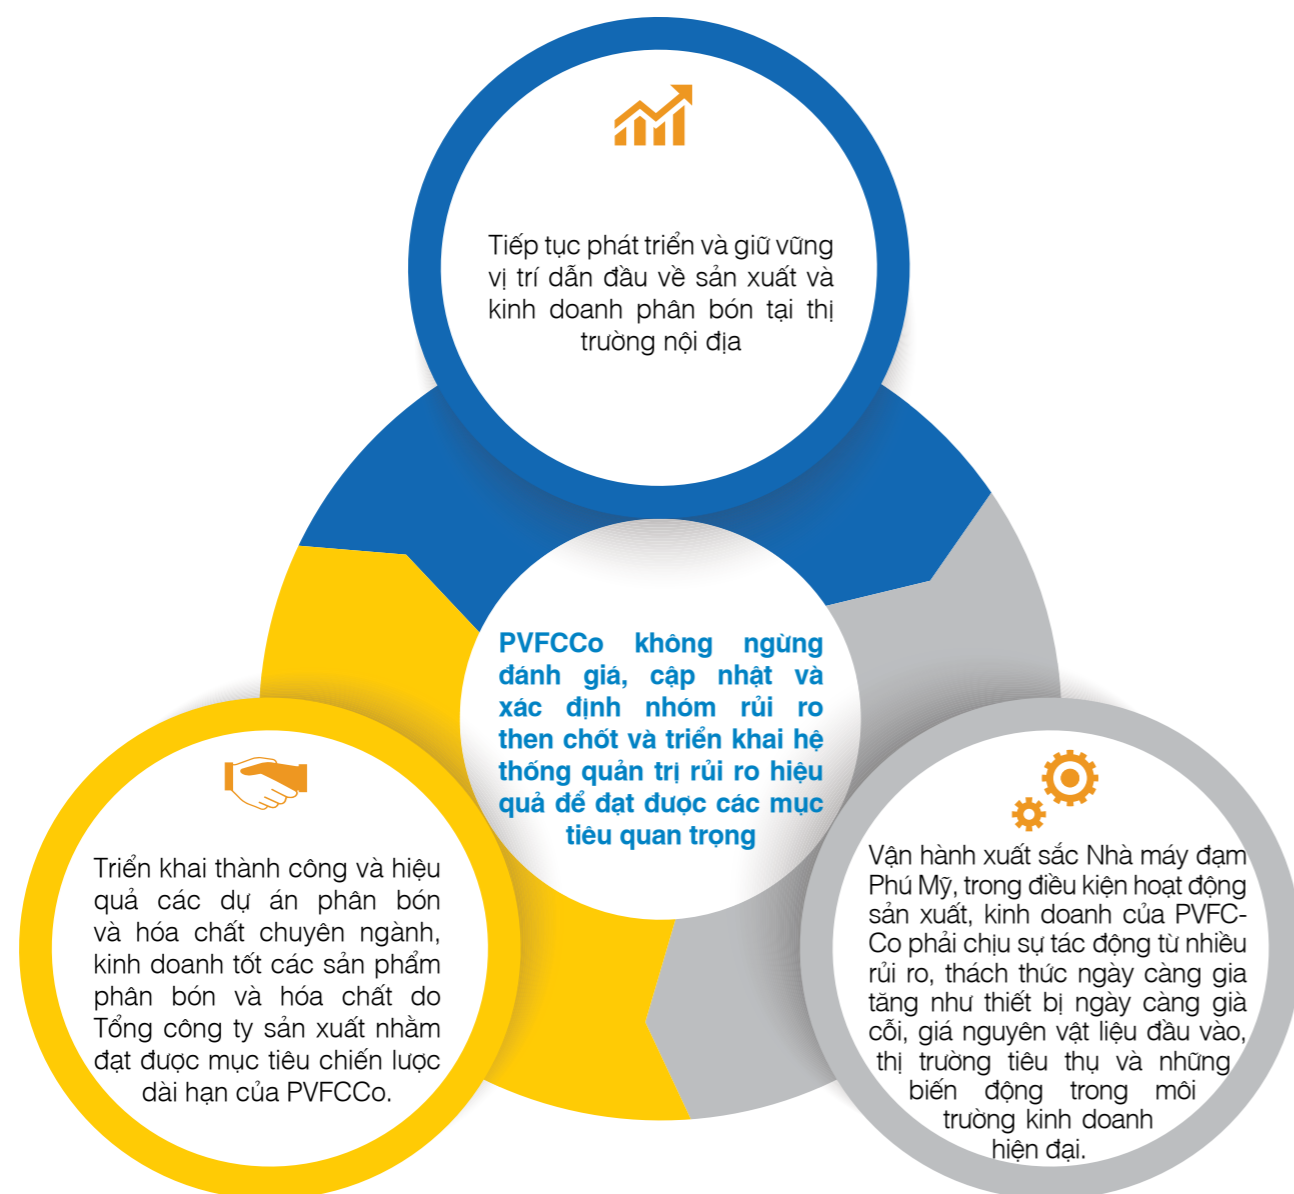 Tiếp tục phát triển và giữ vững
vị trí dẫn đầu về sản xuất và
kinh doanh phân bón tại thị
trường nội địa
PVFCCo không ngừng
đánh giá, cập nhật và
xác định nhóm rủi ro
then chốt và triển khai hệ
thống quản trị rủi ro hiệu
quả để đạt được các mục
tiêu quan trọng
Triển khai thành công và hiệu
quả các dự án phân bón
và hóa chất chuyên ngành,
kinh doanh tốt các sản phẩm
phân bón và hóa chất do
Tổng công ty sản xuất nhằm
đạt được mục tiêu chiến lược
dài hạn của PVFCCo.
Vận hành xuất sắc Nhà máy đạm
Phú Mỹ, trong điều kiện hoạt động
sản xuất, kinh doanh của PVFC-
Co phải chịu sự tác động từ nhiều
rủi ro, thách thức ngày càng gia
tăng như thiết bị ngày càng già
cỗi, giá nguyên vật liệu đầu vào,
thị trường tiêu thụ và những
biến động trong môi
trường kinh doanh
hiện đại.